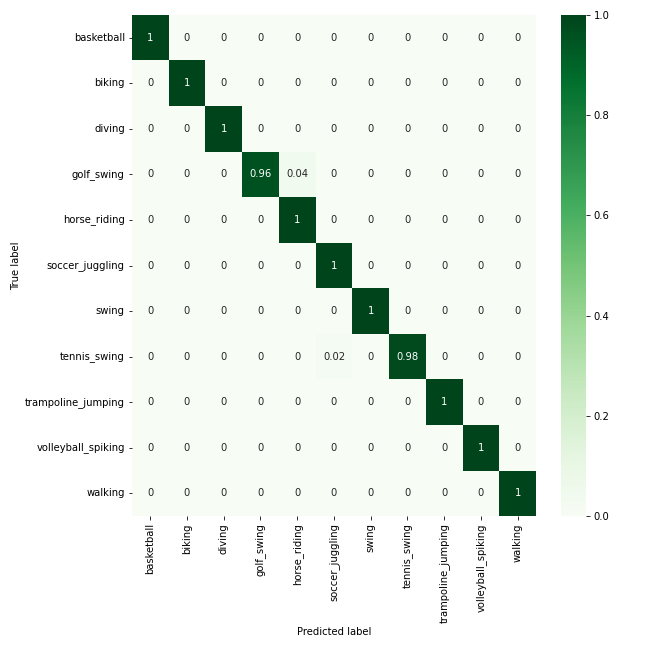 basketball 1 0 0 0 0 0 0 0 0 0 0
biking 0 1 0 0 0 0 0 0 0 0 0
diving 0 0 1 0 0 0 0 0 0 0 0
golf_swing 0 0 0 0.96 0.04 0 0 0 0 0 0
horse_riding 0 0 0 0 1 0 0 0 0 0 0
soccer_juggling 0 0 0 0 0 1 0 0 0 0 0
swing 0 0 0 0 0 0 1 0 0 0 0
tennis_swing 0 0 0 0 0 0.02 0 0.98 0 0 0
trampoline_jumping 0 0 0 0 0 0 0 0 1 0 0
volleyball_spiking 0 0 0 0 0 0 0 0 0 1 0
walking 0 0 0 0 0 0 0 0 0 0 1
True label
basketball
biking
diving
golf_swing
horse_riding
soccer_juggling
swing
tennis_swing
trampoline_jumping
volleyball_spiking
walking
Predicted label
1.0
0.8
0.6
0.4
0.2
0.0